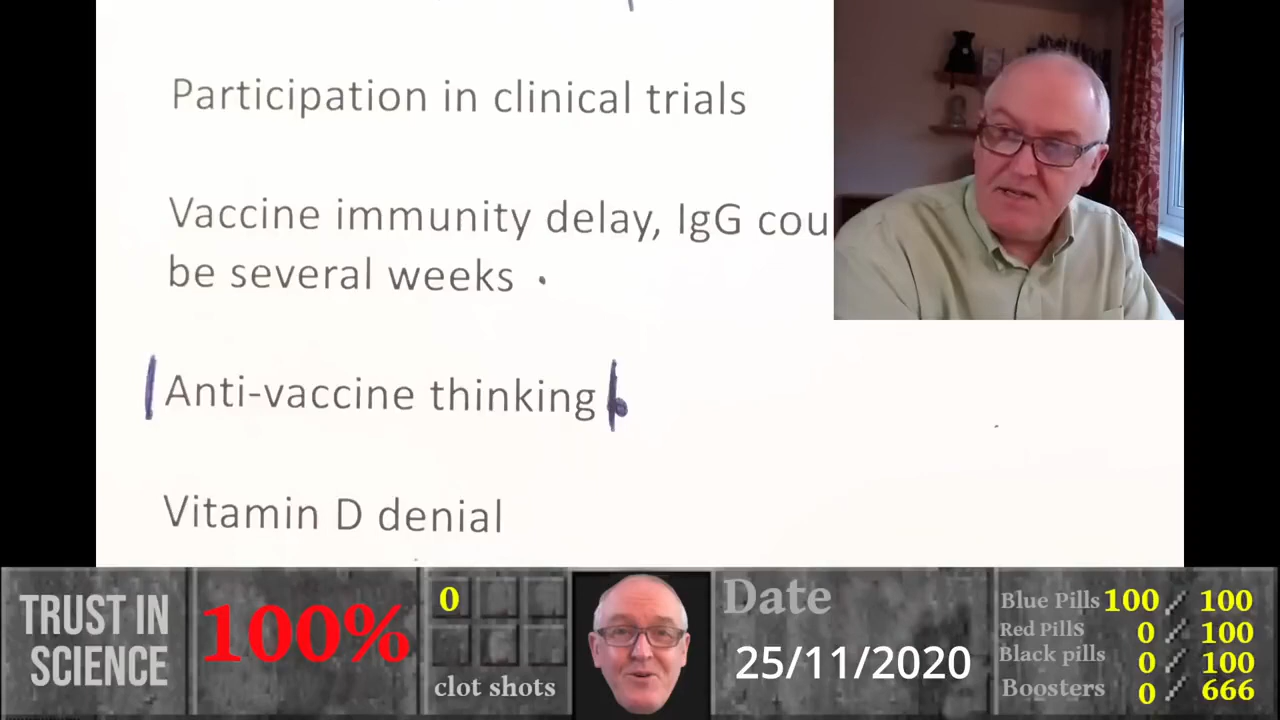 Participation in clinical trials
Vaccine immunity delay, IgG cou
be several weeks
Anti-vaccine thinking
Vitamin D denial
TRUST IN
SCIENCE
100%
0
clot shots
Date
25/11/2020
Blue Pills 100 / 100
Red Pills 0 / 100
Black pills 0 / 100
Boosters 0 / 666